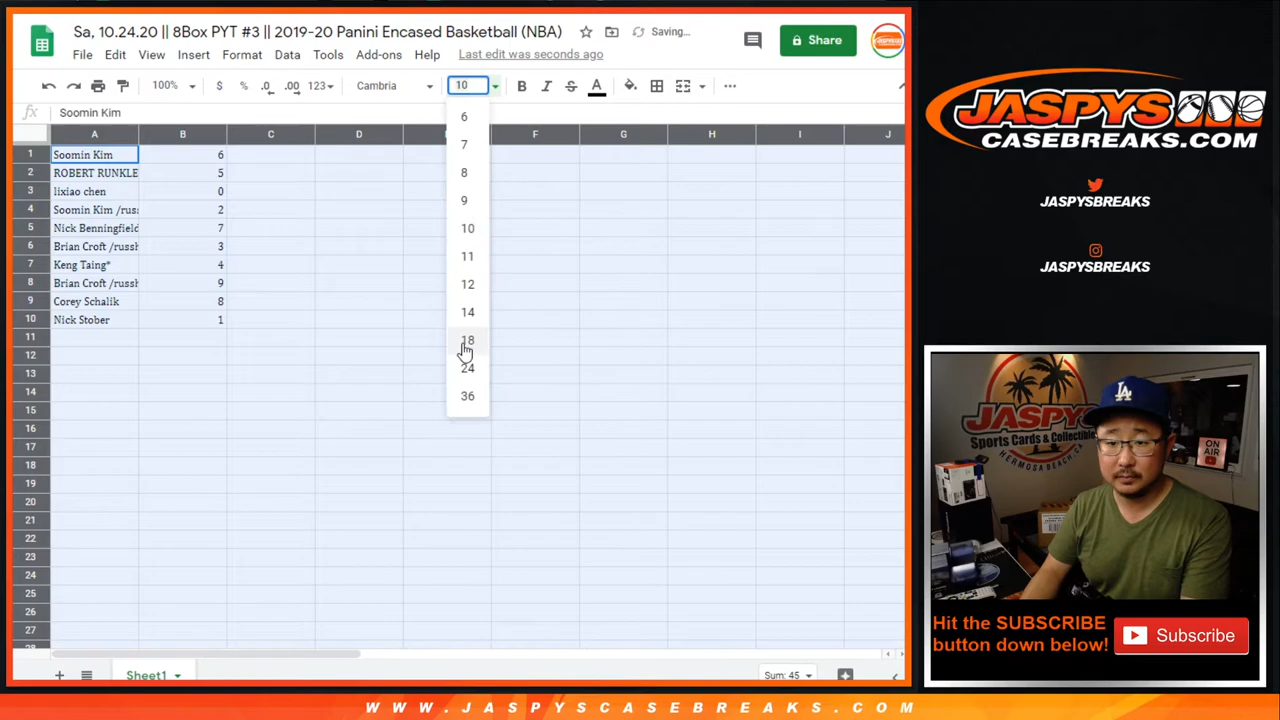 Sa, 10.24.20 || 8Box PYT #3 || 2019-20 Panini Encased Basketball (NBA)
Saving...
Share
File Edit View Insert Format Data Tools Add-ons Help Last edit was seconds ago
100% $ % .0 .00 123 Cambria 10 B I S A
fx Soomin Kim
A B C D F G H I J
1 Soomin Kim 6
2 ROBERT RUNKLE 5
3 lixiao chen 0
4 Soomin Kim /rus 2
5 Nick Benningfield 7
6 Brian Croft /russ 3
7 Keng Taing* 4
8 Brian Croft /russ 9
9 Corey Schalik 8
10 Nick Stober 1
11
12
13
14
15
16
17
18
19
20
21
22
23
24
25
26
27
28
6
7
8
9
10
11
12
14
18
24
36
Sheet1
Sum: 45
JASPYS
CASEBREAKS.COM
JASPYSBREAKS
JASPYSBREAKS
JASPYS
Sports Cards & Collectible
HERMOSA BEACH, CA
LA
ON
AIR
Hit the SUBSCRIBE
button down below!
Subscribe
WWW.JASPYSCASEBREAKS.COM